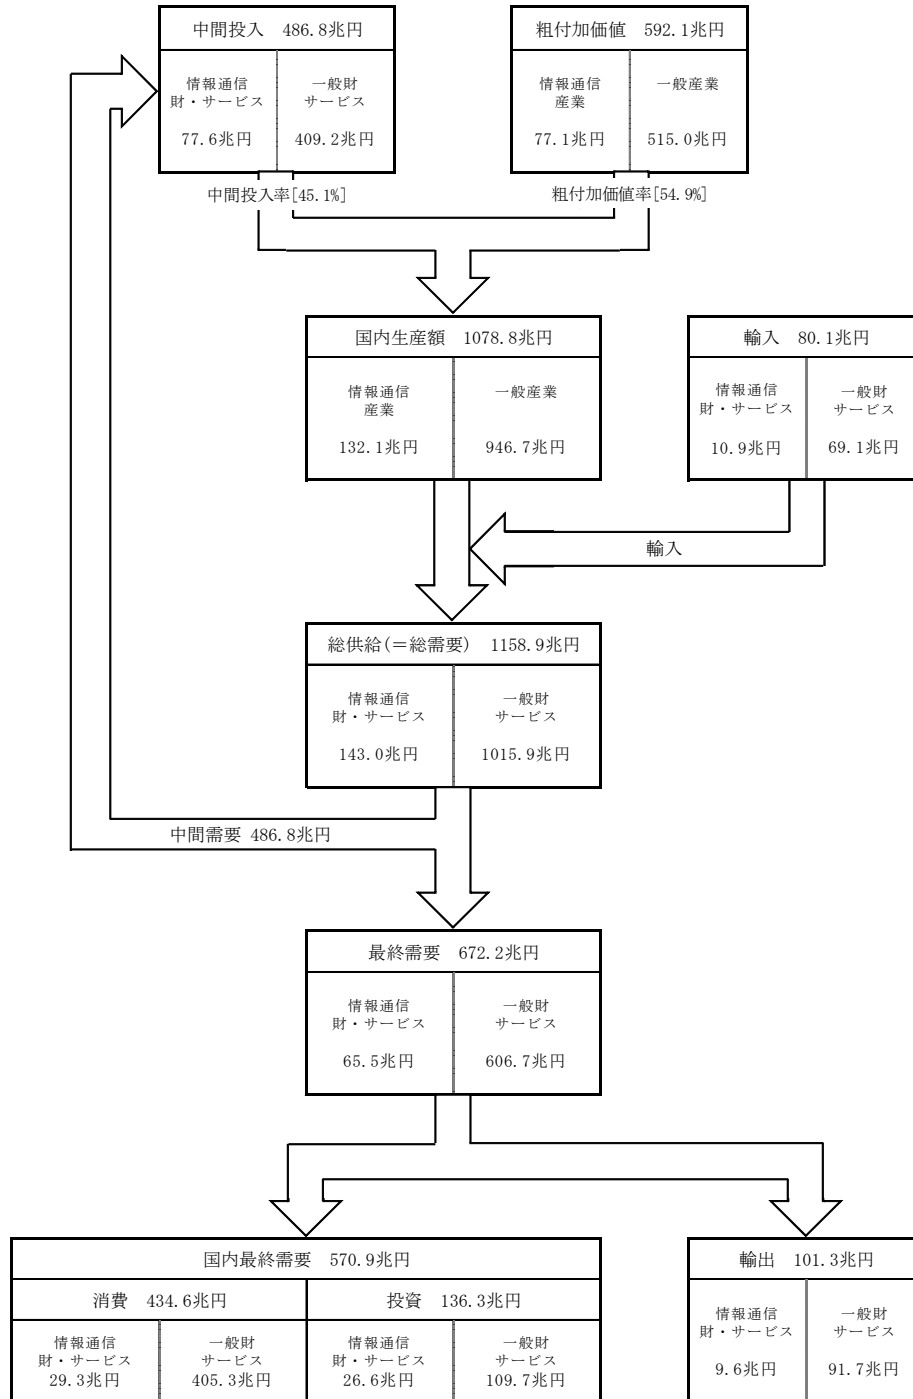 中間投入　486.8兆円
情報通信
財・サービス
77.6兆円
一般財
サービス
409.2兆円
粗付加価値　592.1兆円
情報通信
産業
77.1兆円
一般産業
515.0兆円
中間投入率[45.1%]
粗付加価値率[54.9%]
国内生産額　1078.8兆円
情報通信
産業
132.1兆円
一般産業
946.7兆円
輸入　80.1兆円
情報通信
財・サービス
10.9兆円
一般財
サービス
69.1兆円
輸入
総供給(＝総需要)　1158.9兆円
情報通信
財・サービス
143.0兆円
一般財
サービス
1015.9兆円
中間需要 486.8兆円
最終需要　672.2兆円
情報通信
財・サービス
65.5兆円
一般財
サービス
606.7兆円
国内最終需要　570.9兆円
消費　434.6兆円
情報通信
財・サービス
29.3兆円
一般財
サービス
405.3兆円
投資　136.3兆円
情報通信
財・サービス
26.6兆円
一般財
サービス
109.7兆円
輸出　101.3兆円
情報通信
財・サービス
9.6兆円
一般財
サービス
91.7兆円